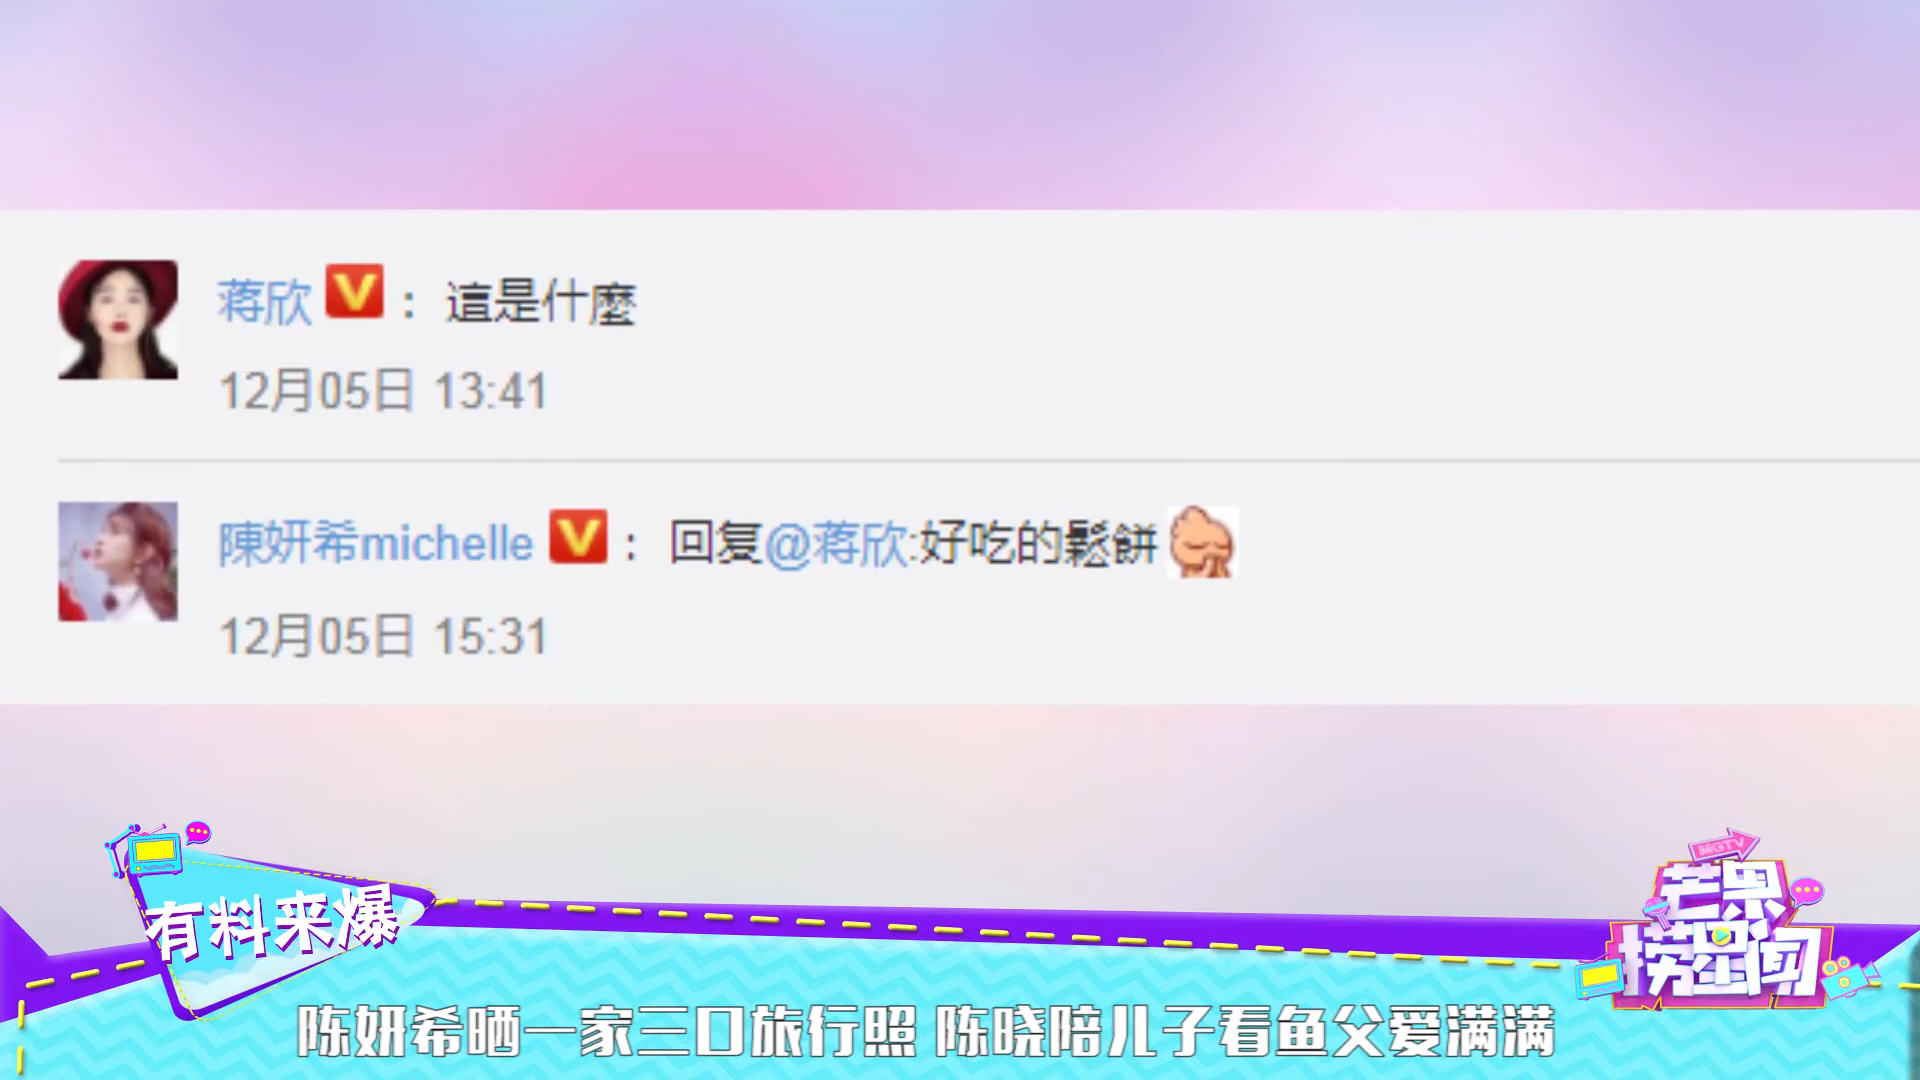 蒋欣 V ： 這是什麼
12月05日 13:41
陳妍希michelle V ： 回复@蒋欣:好吃的鬆餅
12月05日 15:31
有料来爆
MGTV
芒果
捞星闻
陈妍希晒一家三口旅行照 陈晓陪儿子看鱼父爱满满